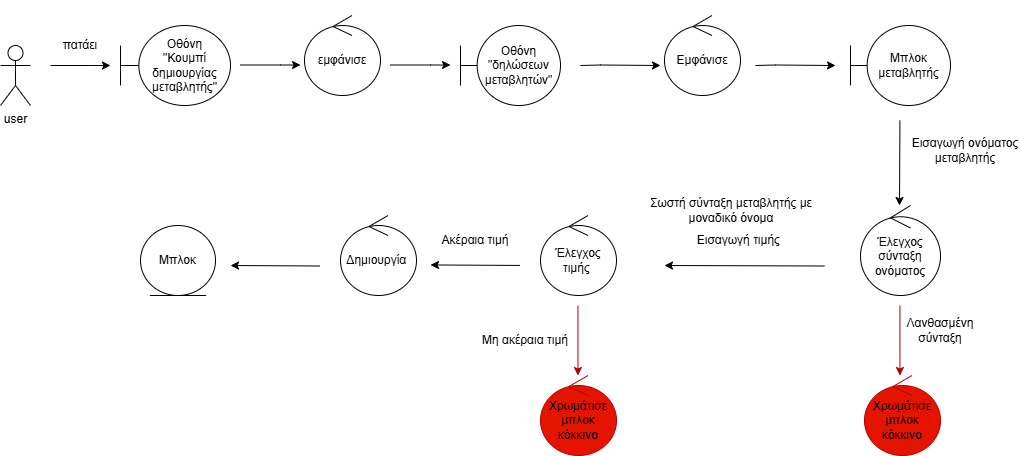 πατάει
user
Οθόνη
"Κουμπί
δημιουργίας
μεταβλητής"
εμφάνισε
Οθόνη
"δηλώσεων
μεταβλητών"
Εμφάνισε
Μπλοκ
μεταβλητής
Εισαγωγή ονόματος
μεταβλητής
Έλεγχος
σύνταξη
ονόματος
Λανθασμένη
σύνταξη
Χρωμάτισε
μπλοκ
κόκκινο
Σωστή σύνταξη μεταβλητής με
μοναδικό όνομα
Εισαγωγή τιμής
Έλεγχος
τιμής
Μη ακέραια τιμή
Χρωμάτισε
μπλοκ
κόκκινο
Ακέραια τιμή
Δημιουργία
Μπλοκ